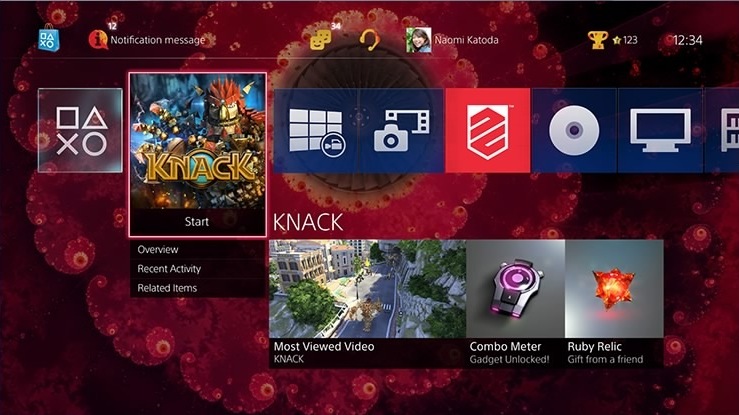 12
Notification message
34
Naomi Katoda
123
12:34
KNACK
Start
KNACK
Overview
Recent Activity
Related Items
Most Viewed Video
KNACK
Combo Meter
Gadget Unlocked!
Ruby Relic
Gift from a friend